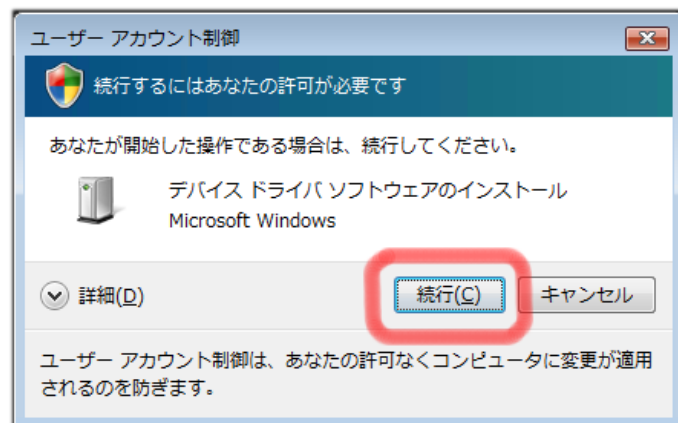 ユーザー アカウント制御
続行するにはあなたの許可が必要です
あなたが開始した操作である場合は、続行してください。
デバイス ドライバ ソフトウェアのインストール
Microsoft Windows
詳細(D)
続行(C)
キャンセル
ユーザー アカウント制御は、あなたの許可なくコンピュータに変更が適用
されるのを防ぎます。